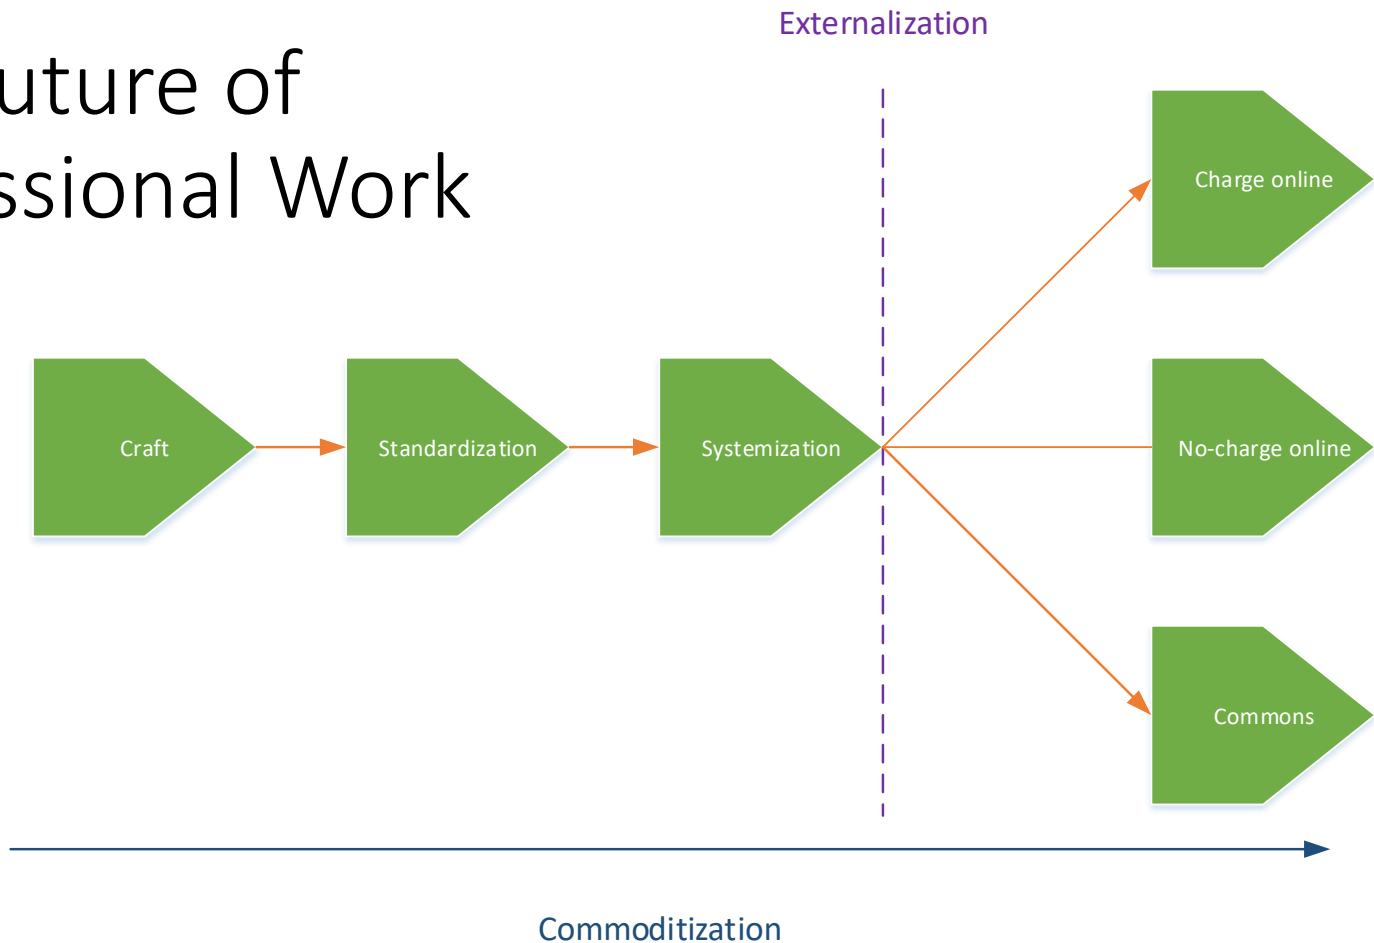 Externalization
uture of
ssional Work
Charge online
Craft
Standardization
Systemization
No-charge online
Commons
Commoditization